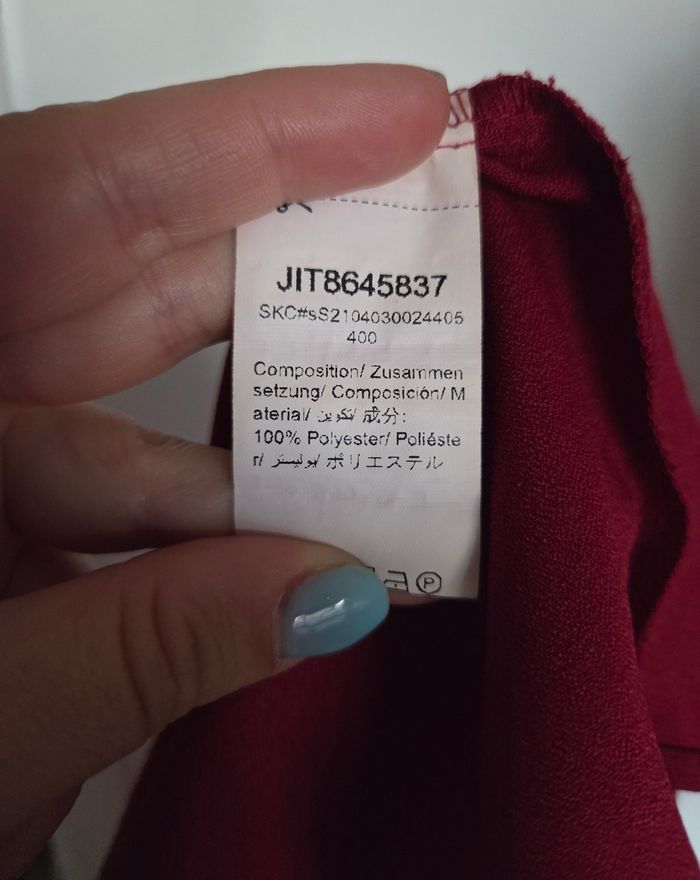 JIT8645837
SKC#sS2104030024405
400
Composition/ Zusammen
setzung/ Composición/ M
aterial/ تكوين/ 成分:
100% Polyester/ Poliéste
r/ بوليستر/ ポリエステル
P